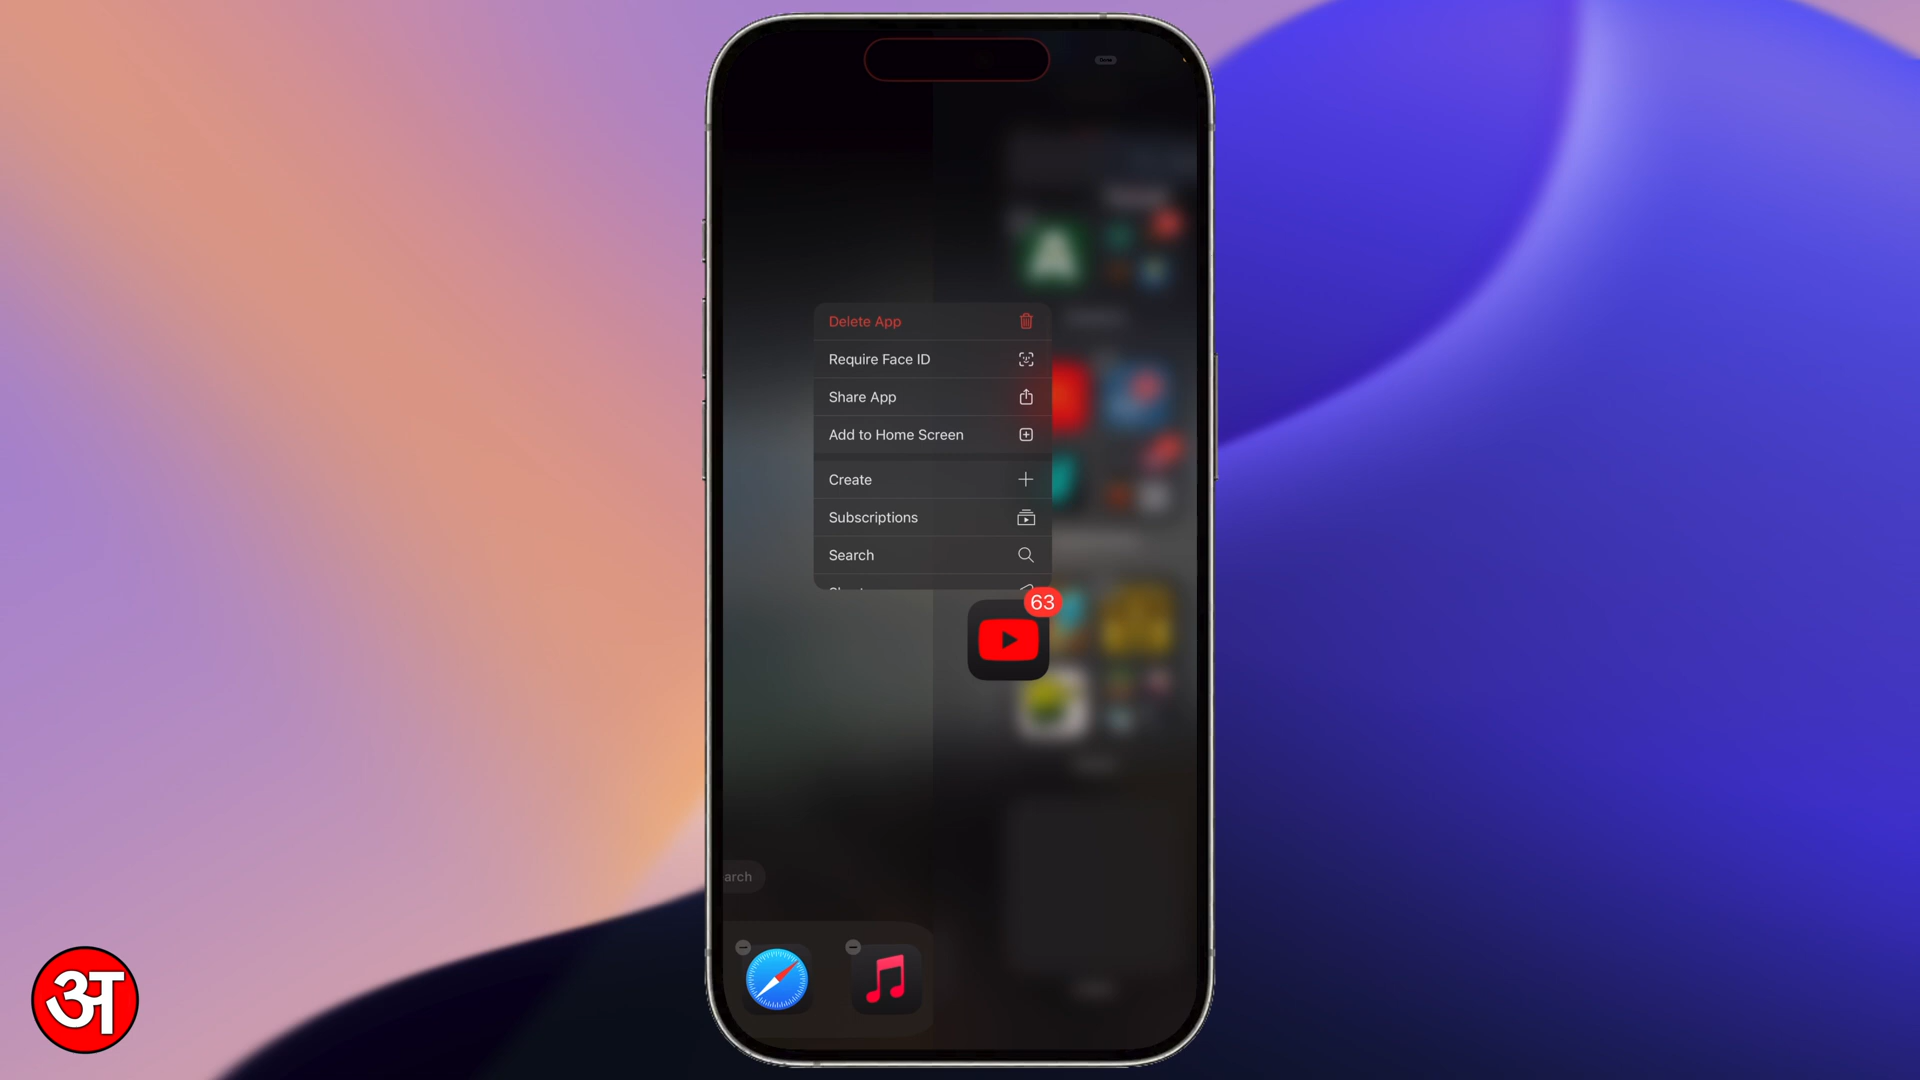 Delete App
Require Face ID
Share App
Add to Home Screen
Create
Subscriptions
Search
63
arch
अ